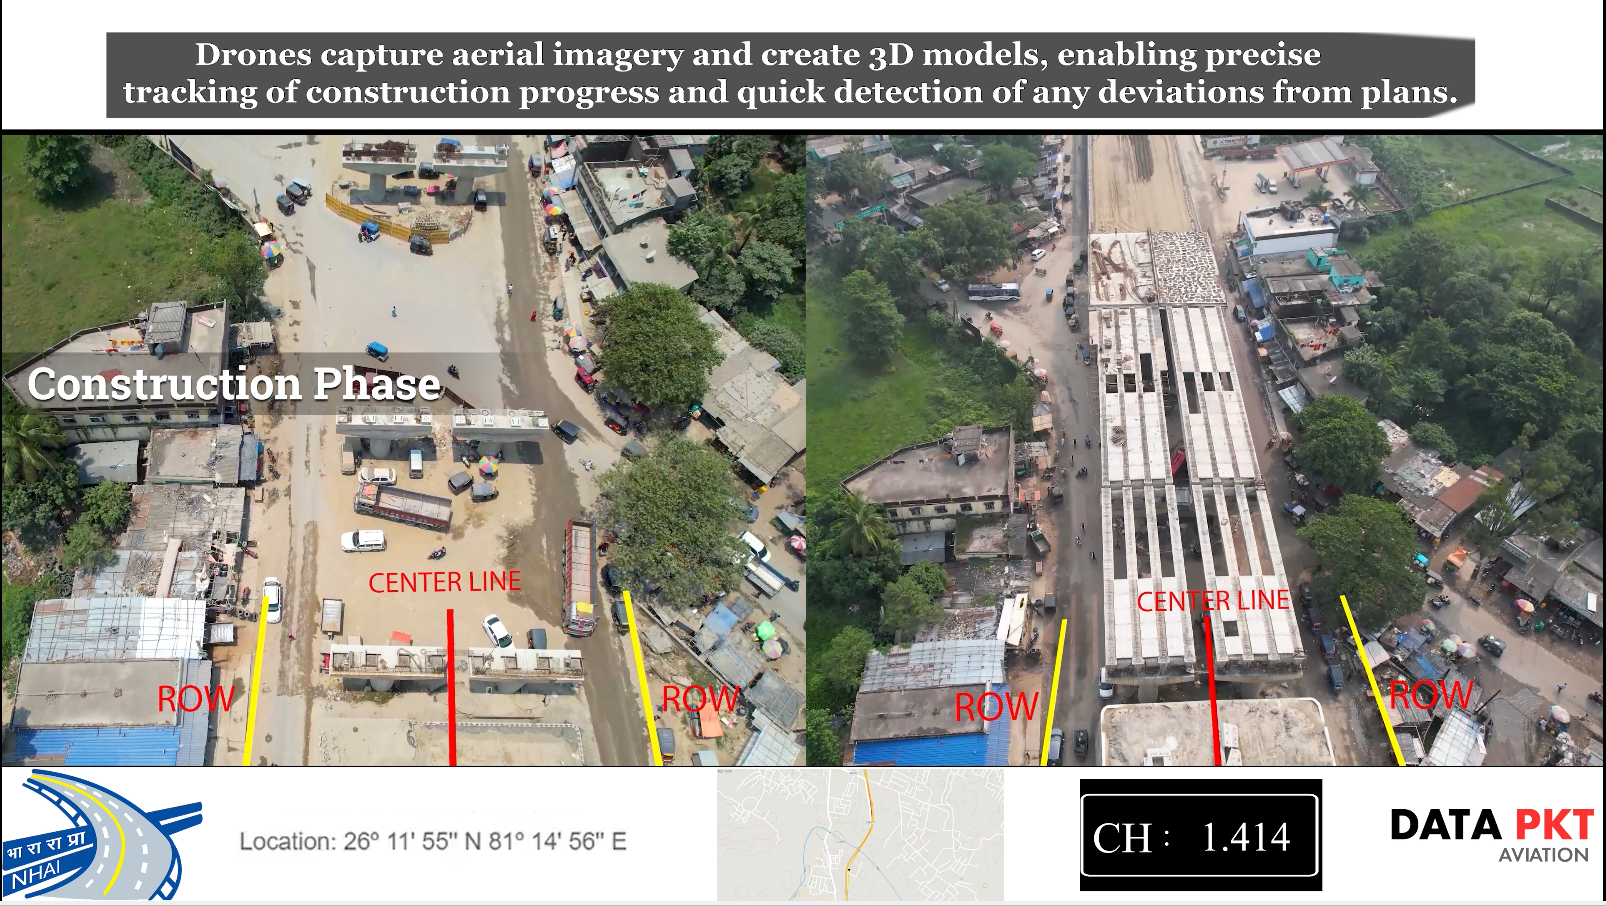 Drones capture aerial imagery and create 3D models, enabling precise
tracking of construction progress and quick detection of any deviations from plans.
Construction Phase
CENTER LINE
ROW
ROW
CENTER LINE
ROW
ROW
भा रा रा प्रा
NHAI
Location: 26° 11' 55" N 81° 14' 56" E
CH : 1.414
DATA PKT
AVIATION